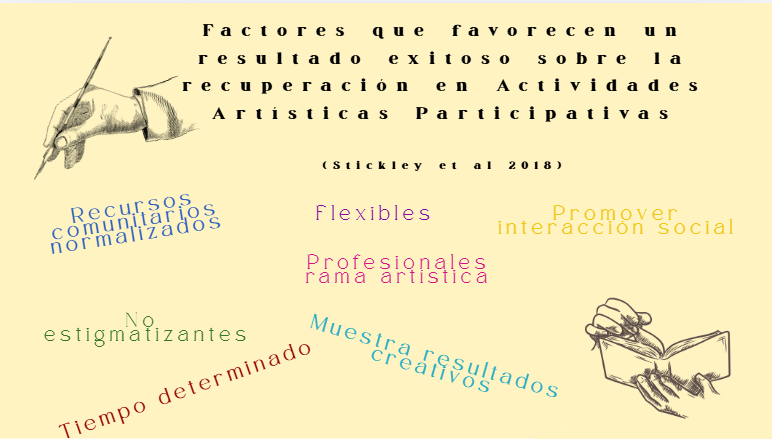 Factores que favorecen un
resultado exitoso sobre la
recuperación en Actividades
Artísticas Participativas
(Stickley et al 2018)
Recursos
comunitarios
normalizados
Flexibles
Promover
interacción social
Profesionales
rama artística
No
estigmatizantes
Muestra resultados
creativos
Tiempo determinado